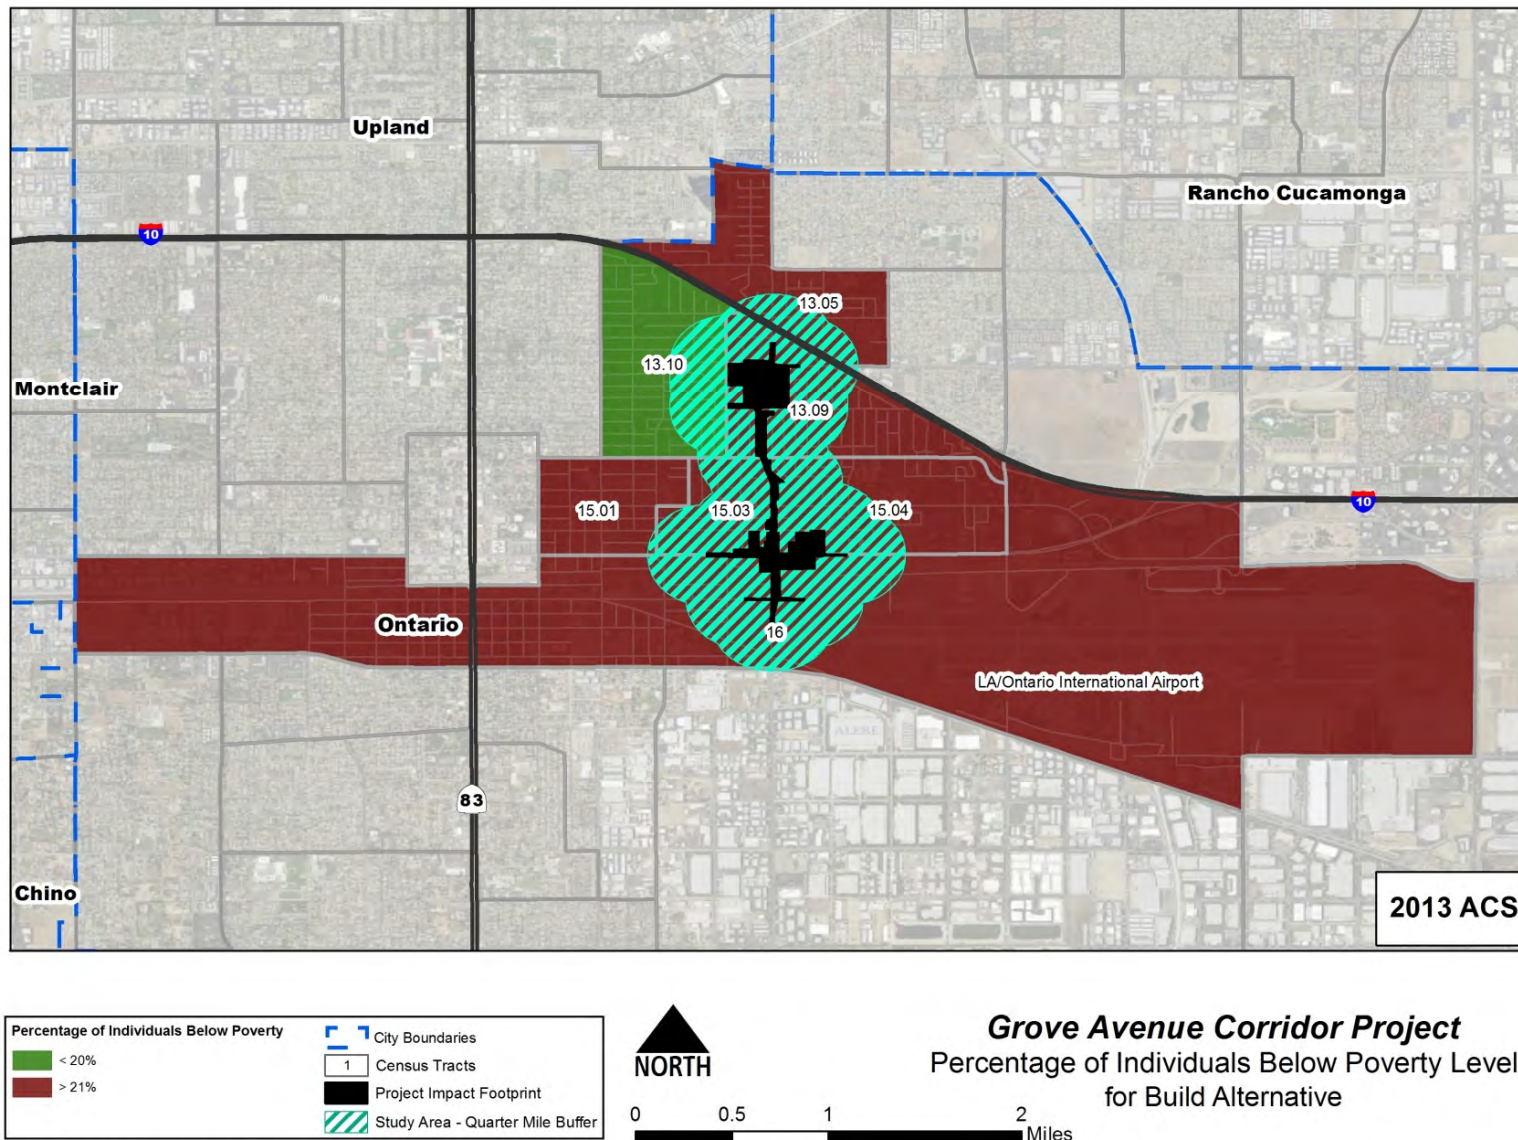 Upland
Rancho Cucamonga
10
13.05
13.10
Montclair
13.09
10
15.01
15.03
15.04
Ontario
16
LA/Ontario International Airport
ALERE
83
Chino
2013 ACS
Percentage of Individuals Below Poverty
< 20%
> 21%
City Boundaries
1 Census Tracts
Project Impact Footprint
Study Area - Quarter Mile Buffer
NORTH
0 0.5 1 2
Miles
Grove Avenue Corridor Project
Percentage of Individuals Below Poverty Level
for Build Alternative